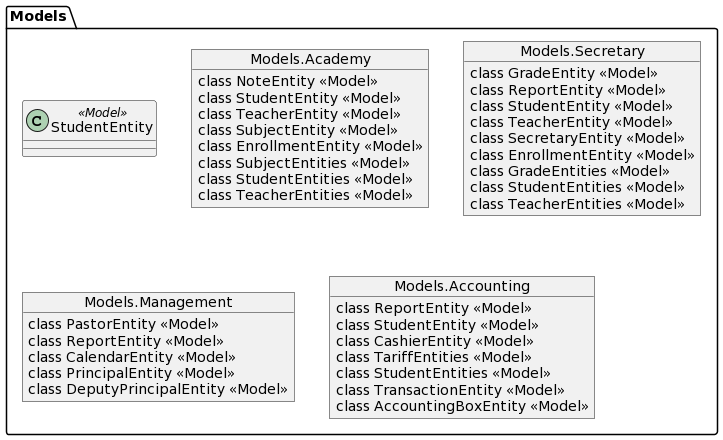 Models
C
«Model»
StudentEntity
Models.Academy
class NoteEntity «Model»
class StudentEntity «Model»
class TeacherEntity «Model»
class SubjectEntity «Model»
class EnrollmentEntity «Model»
class SubjectEntities «Model»
class StudentEntities «Model»
class TeacherEntities «Model»
Models.Secretary
class GradeEntity «Model»
class ReportEntity «Model»
class StudentEntity «Model»
class TeacherEntity «Model»
class SecretaryEntity «Model»
class EnrollmentEntity «Model»
class GradeEntities «Model»
class StudentEntities «Model»
class TeacherEntities «Model»
Models.Management
class PastorEntity «Model»
class ReportEntity «Model»
class CalendarEntity «Model»
class PrincipalEntity «Model»
class DeputyPrincipalEntity «Model»
Models.Accounting
class ReportEntity «Model»
class StudentEntity «Model»
class CashierEntity «Model»
class TariffEntities «Model»
class StudentEntities «Model»
class TransactionEntity «Model»
class AccountingBoxEntity «Model»